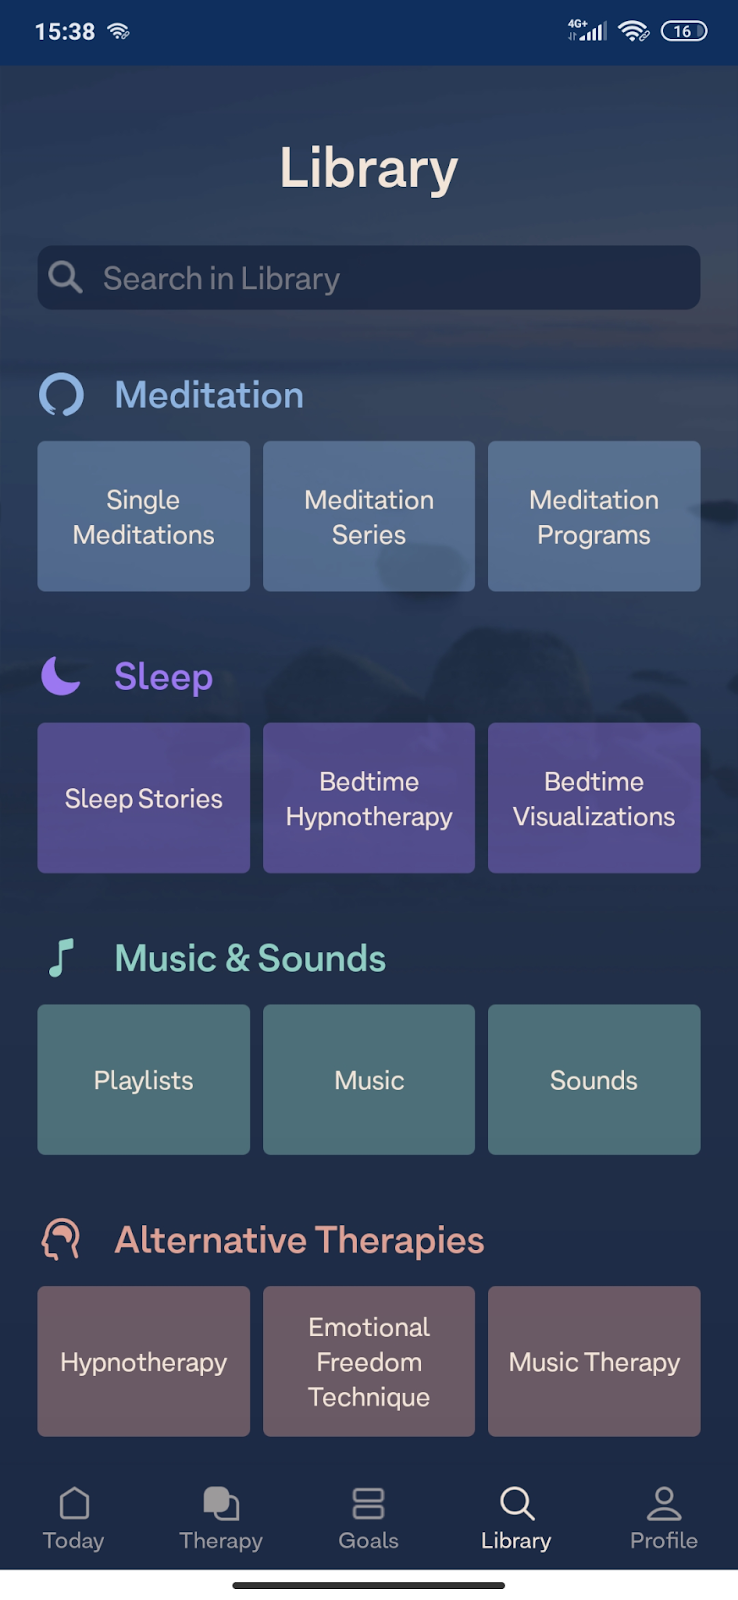 15:38
4G+
16
Library
Search in Library
Meditation
Single
Meditations
Meditation
Series
Meditation
Programs
Sleep
Sleep Stories
Bedtime
Hypnotherapy
Bedtime
Visualizations
Music & Sounds
Playlists
Music
Sounds
Alternative Therapies
Hypnotherapy
Emotional
Freedom
Technique
Music Therapy
Today
Therapy
Goals
Library
Profile